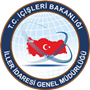 T.C. İÇİŞLERİ BAKANLIĞI
İLLER İDARESİ GENEL MÜDÜRLÜĞÜ